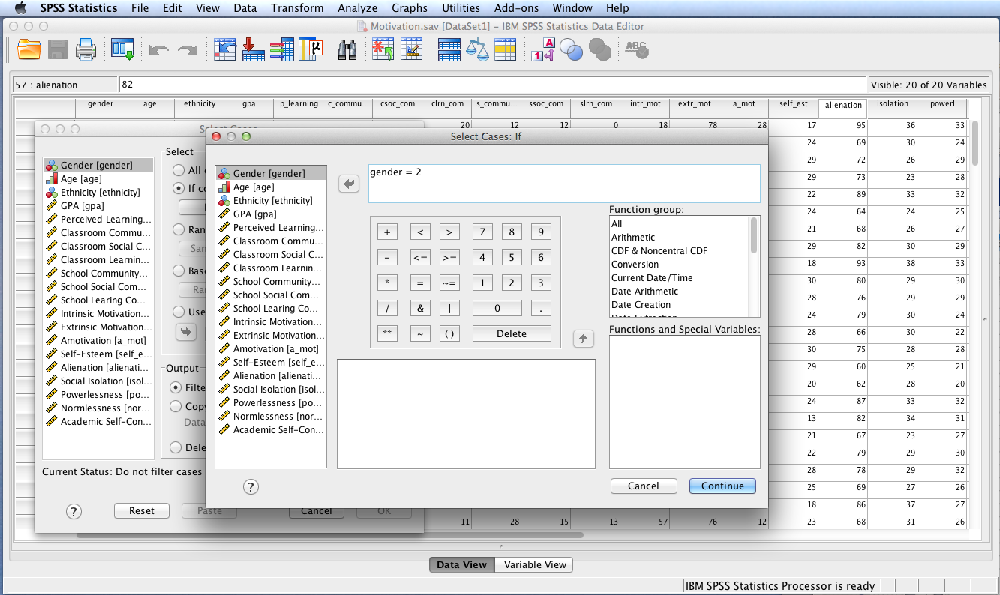 SPSS Statistics File Edit View Data Transform Analyze Graphs Utilities Add-ons Window Help
Motivation.sav [DataSet1] – IBM SPSS Statistics Data Editor
57 : alienation 82 Visible: 20 of 20 Variables
gender age ethnicity gpa p_learning c_commu... csoc_com clrn_com s_commu... ssoc_com slrn_com intr_mot extr_mot a_mot self_est alienation isolation powerl
20 12 12 0 18 78 28 17 95 36 33
24 69 30 24
29 72 26 29
29 73 23 28
22 89 33 32
24 64 24 25
21 68 26 27
29 82 30 29
18 93 38 33
30 80 29 30
28 76 29 29
24 79 30 24
28 66 30 22
30 75 28 28
29 60 25 21
20 62 28 20
24 87 33 32
13 82 34 31
21 67 23 27
22 79 29 30
28 78 29 32
25 69 27 26
18 86 37 27
11 28 15 13 57 76 12 23 68 31 26
Select
Gender [gender]
Age [age]
Ethnicity [ethnicity]
GPA [gpa]
Perceived Learning...
Classroom Commu...
Classroom Social C...
Classroom Learnin...
School Community...
School Social Com...
School Learing Co...
Intrinsic Motivation...
Extrinsic Motivation...
Amotivation [a_mot]
Self-Esteem [self_e...
Alienation [alienati...
Social Isolation [isol...
Powerlessness [po...
Normlessness [nor...
Academic Self-Con...
All
If co
Ran
Sar
Base
Ra
Use
Output
Filte
Cop
Data
Dele
Current Status: Do not filter cases
? Reset Paste Cancel OK
Select Cases: If
Gender [gender]
Age [age]
Ethnicity [ethnicity]
GPA [gpa]
Perceived Learning...
Classroom Commu...
Classroom Social C...
Classroom Learnin...
School Community...
School Social Com...
School Learing Co...
Intrinsic Motivation...
Extrinsic Motivation...
Amotivation [a_mot]
Self-Esteem [self_e...
Alienation [alienati...
Social Isolation [isol...
Powerlessness [po...
Normlessness [nor...
Academic Self-Con...
gender = 2
+ < > 7 8 9
- <= >= 4 5 6
* = ~= 1 2 3
/ & | 0 .
** ~ () Delete
Function group:
All
Arithmetic
CDF & Noncentral CDF
Conversion
Current Date/Time
Date Arithmetic
Date Creation
Date Extraction
Functions and Special Variables:
? Cancel Continue
Data View Variable View
IBM SPSS Statistics Processor is ready